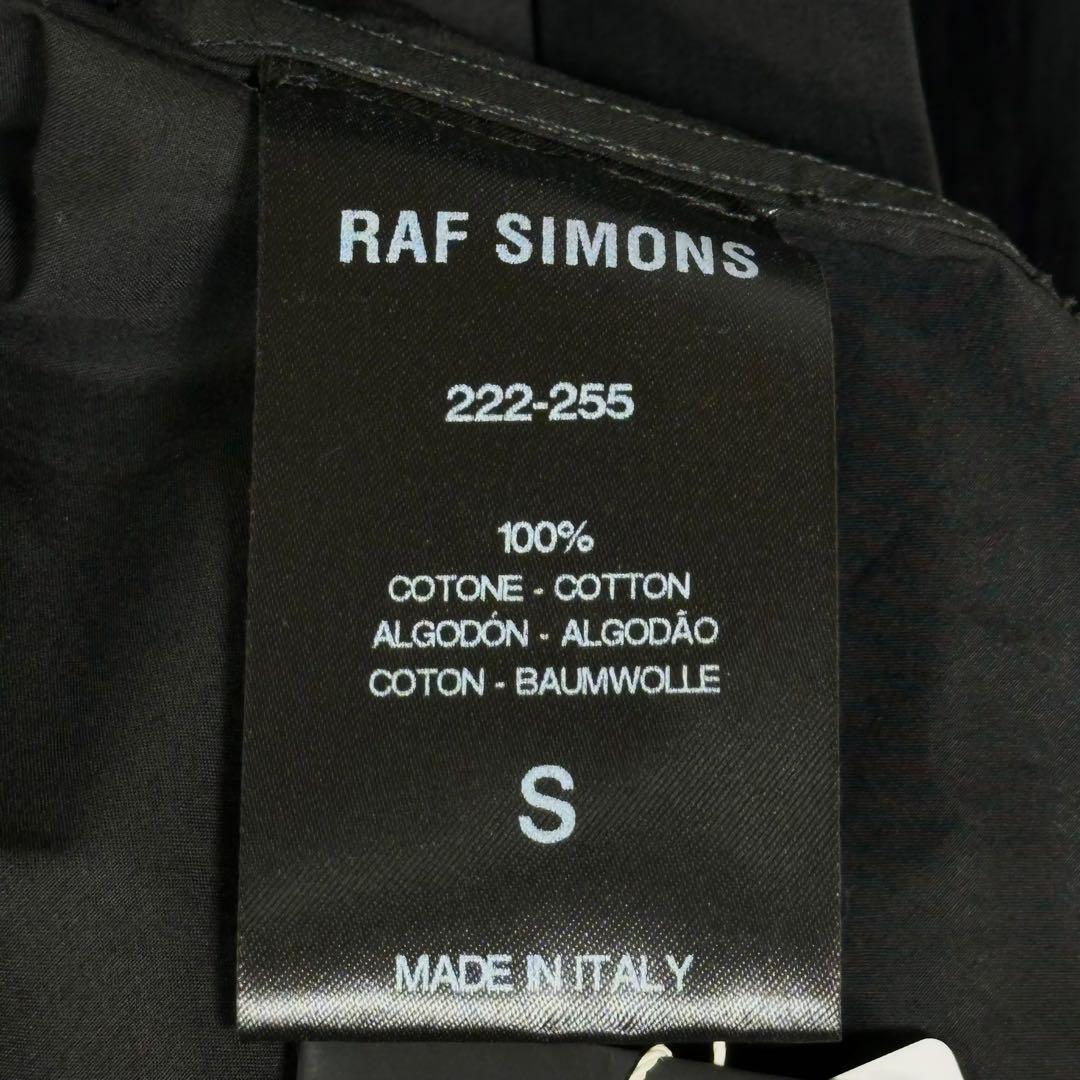 RAF SIMONS
222-255
100%
COTONE - COTTON
ALGODÓN - ALGODÃO
COTON - BAUMWOLLE
S
MADE IN ITALY